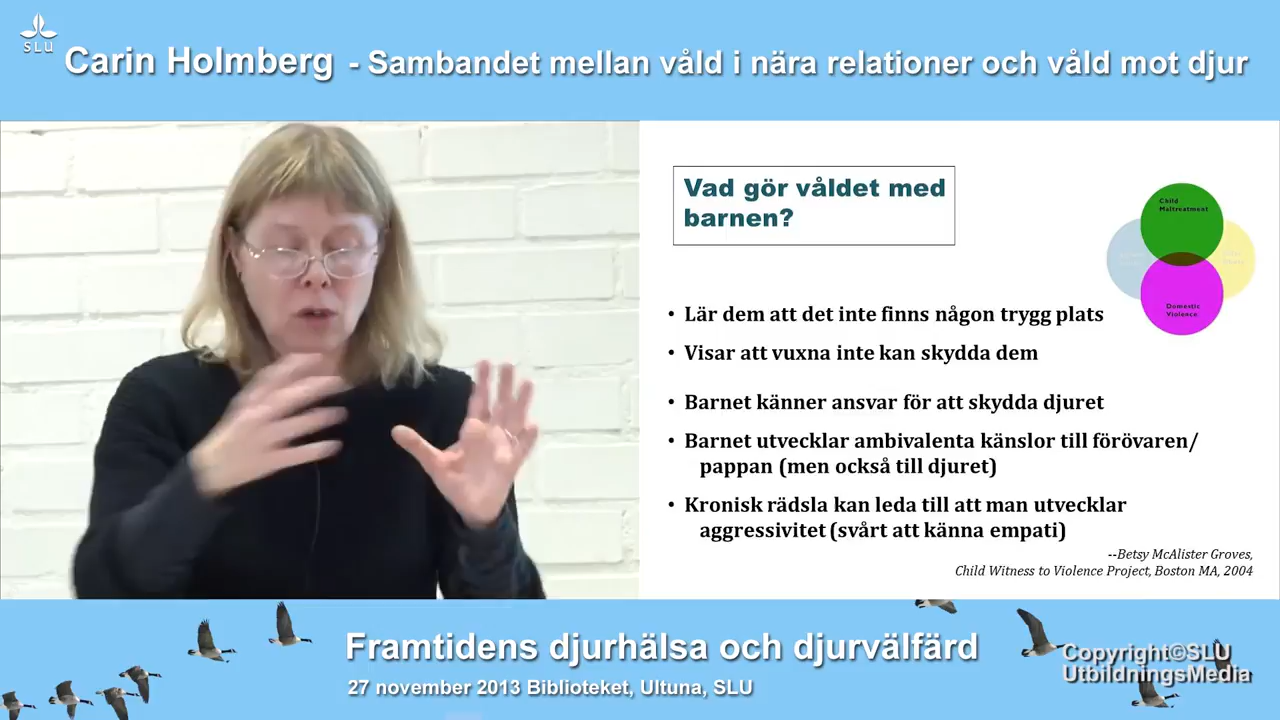 SLU
Carin Holmberg - Sambandet mellan våld i nära relationer och våld mot djur
Vad gör våldet med
barnen?
Child
Maltreatment
Domestic
Violence
• Lär dem att det inte finns någon trygg plats
• Visar att vuxna inte kan skydda dem
• Barnet känner ansvar för att skydda djuret
• Barnet utvecklar ambivalenta känslor till förövaren/
pappan (men också till djuret)
• Kronisk rädsla kan leda till att man utvecklar
aggressivitet (svårt att känna empati)
--Betsy McAlister Groves,
Child Witness to Violence Project, Boston MA, 2004
Framtidens djurhälsa och djurvälfärd
27 november 2013 Biblioteket, Ultuna, SLU
Copyright©SLU
UtbildningsMedia